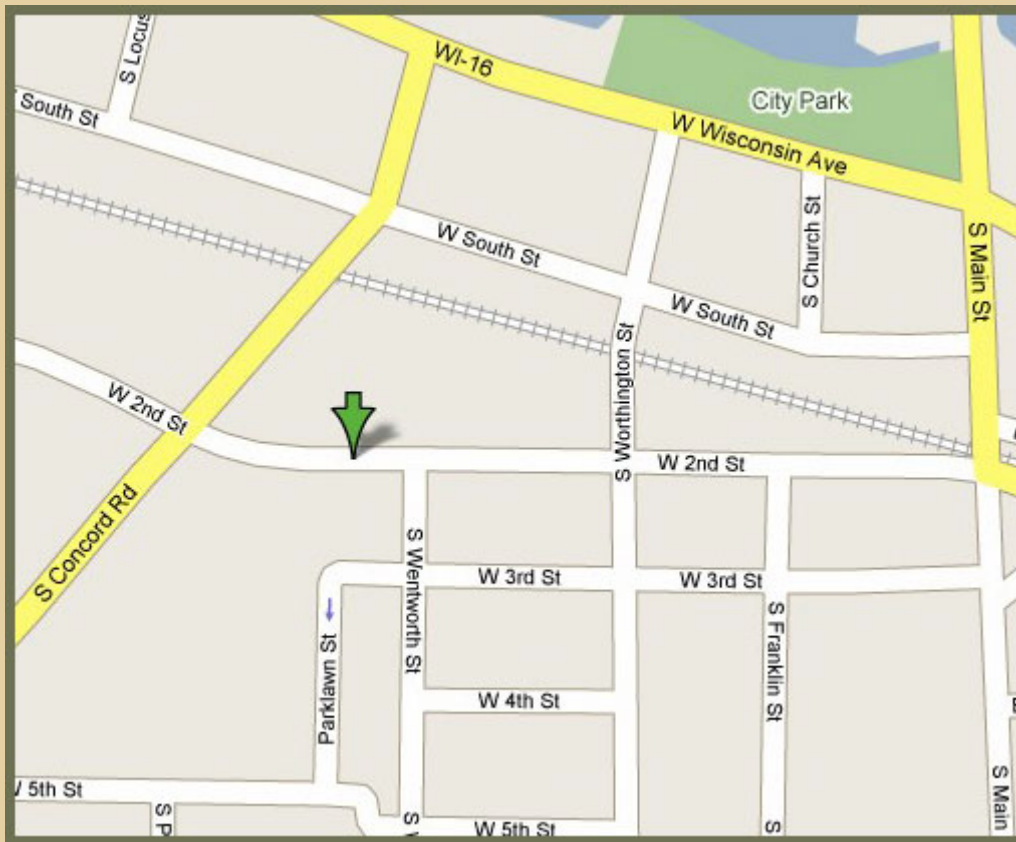 S Locus
WI-16
City Park
W South St
W Wisconsin Ave
W South St
S Church St
S Main St
W South St
S Worthington St
W 2nd St
W 2nd St
S Concord Rd
S Wentworth St
W 3rd St
W 3rd St
Parklawn St
S Franklin St
W 4th St
S Main
W 5th St
S P
S
W 5th St
S